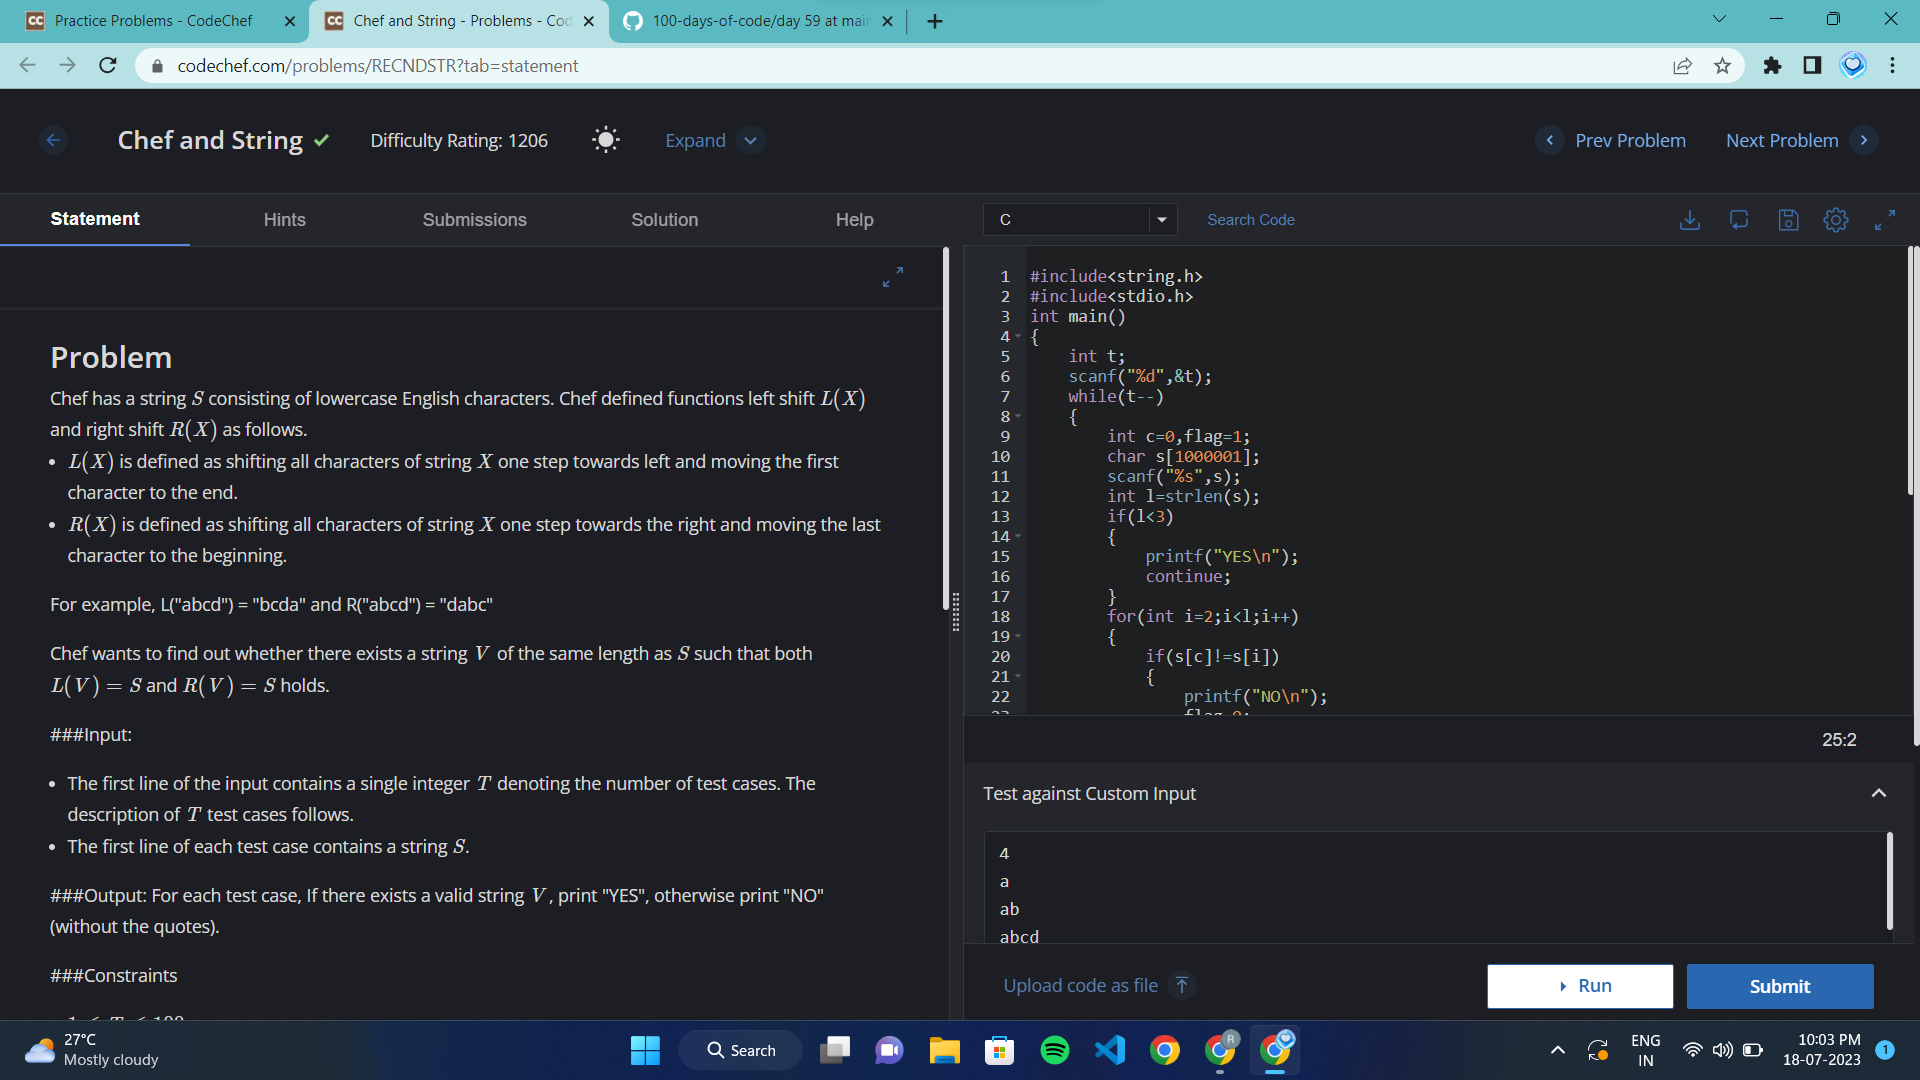 Practice Problems - CodeChef
Chef and String - Problems - Cod
100-days-of-code/day 59 at mai
codechef.com/problems/RECNDSTR?tab=statement
Chef and String
Difficulty Rating: 1206
Expand
Prev Problem
Next Problem
Statement
Hints
Submissions
Solution
Help
Problem
Chef has a string S consisting of lowercase English characters. Chef defined functions left shift L(X)
and right shift R(X) as follows.
• L(X) is defined as shifting all characters of string X one step towards left and moving the first
character to the end.
• R(X) is defined as shifting all characters of string X one step towards the right and moving the last
character to the beginning.
For example, L("abcd") = "bcda" and R("abcd") = "dabc"
Chef wants to find out whether there exists a string V of the same length as S such that both
L(V) = S and R(V) = S holds.
###Input:
• The first line of the input contains a single integer T denoting the number of test cases. The
description of T test cases follows.
• The first line of each test case contains a string S.
###Output: For each test case, If there exists a valid string V, print "YES", otherwise print "NO"
(without the quotes).
###Constraints
1 ≤ T ≤ 100
C
Search Code
1 #include<string.h>
2 #include<stdio.h>
3 int main()
4 {
5 int t;
6 scanf("%d",&t);
7 while(t--)
8 {
9 int c=0,flag=1;
10 char s[1000001];
11 scanf("%s",s);
12 int l=strlen(s);
13 if(l<3)
14 {
15 printf("YES\n");
16 continue;
17 }
18 for(int i=2;i<l;i++)
19 {
20 if(s[c]!=s[i])
21 {
22 printf("NO\n");
23 flag=0;
25:2
Test against Custom Input
4
a
ab
abcd
Upload code as file
Run
Submit
27°C
Mostly cloudy
Search
R
ENG
IN
10:03 PM
18-07-2023
1